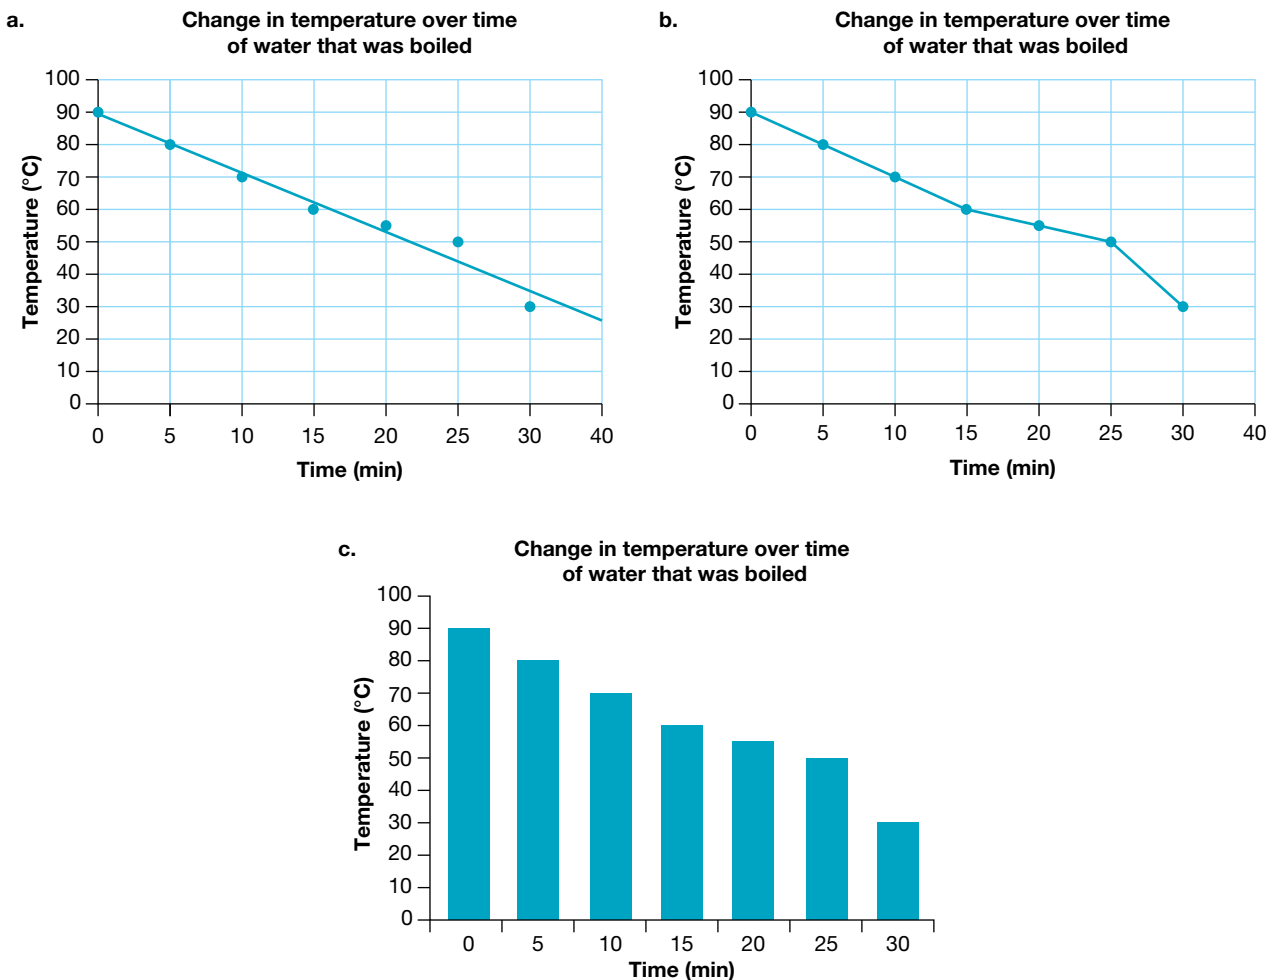 a.
Change in temperature over time
of water that was boiled
Temperature (°C)
100
90
80
70
60
50
40
30
20
10
0
0 5 10 15 20 25 30 40
Time (min)
b.
Change in temperature over time
of water that was boiled
Temperature (°C)
100
90
80
70
60
50
40
30
20
10
0
0 5 10 15 20 25 30 40
Time (min)
c.
Change in temperature over time
of water that was boiled
Temperature (°C)
100
90
80
70
60
50
40
30
20
10
0
0 5 10 15 20 25 30
Time (min)